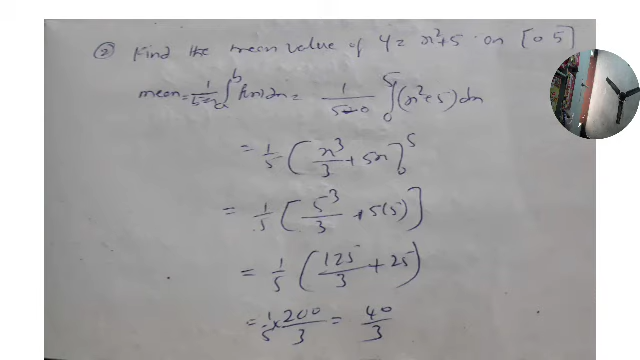 ② Find the mean value of y = x²+5 on [0 5]
mean = 1/(b-a) ∫ₐᵇ f(x)dx = 1/(5-0) ∫₀⁵ (x²+5)dx
= 1/5 [x³/3 + 5x]₀⁵
= 1/5 [5³/3 + 5(5)]
= 1/5 (125/3 + 25)
= 1/5 × 200/3 = 40/3